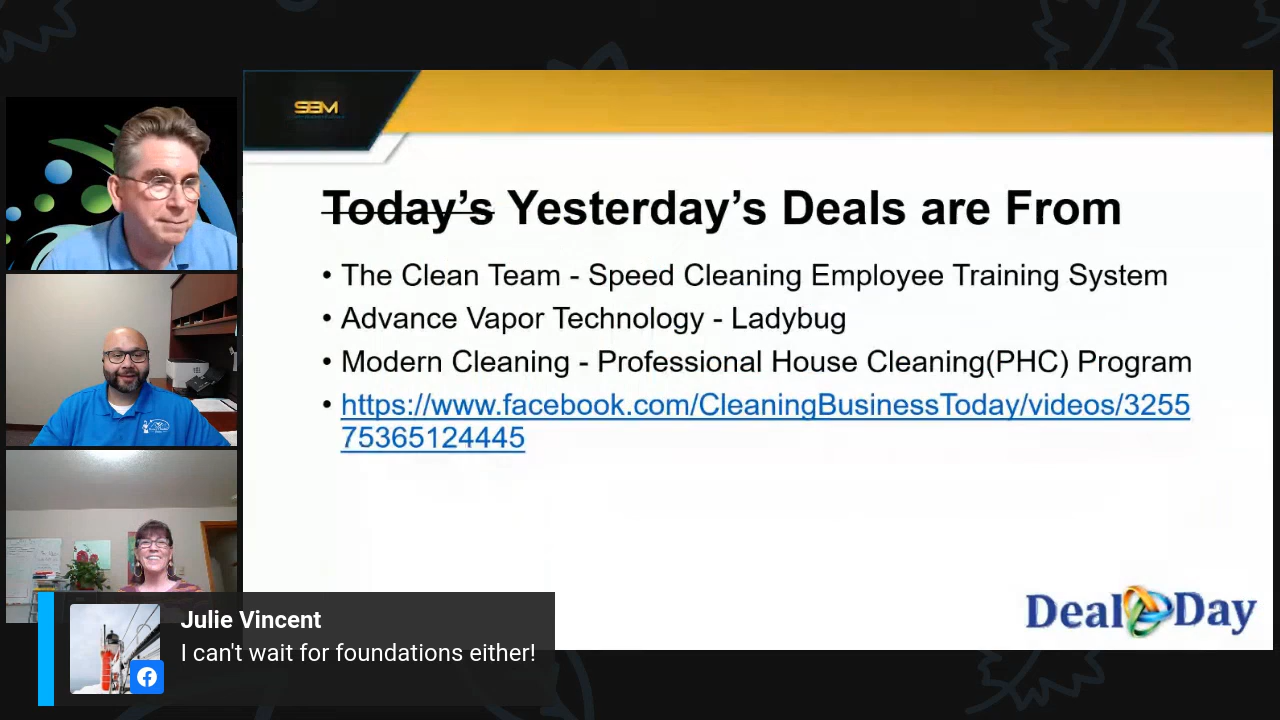 SBM
Today's Yesterday's Deals are From
• The Clean Team - Speed Cleaning Employee Training System
• Advance Vapor Technology - Ladybug
• Modern Cleaning - Professional House Cleaning(PHC) Program
• https://www.facebook.com/CleaningBusinessToday/videos/3255
75365124445
Deal Day
Julie Vincent
I can't wait for foundations either!